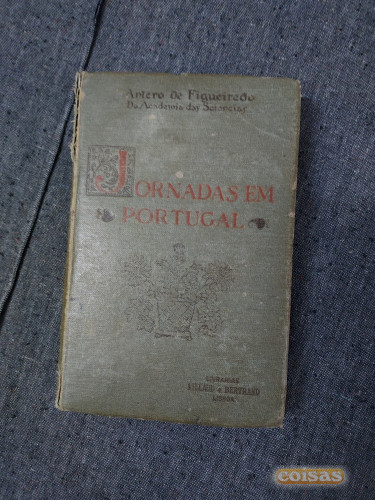 Antero de Figueiredo
Da Academia das Sciencias
JORNADAS EM
PORTUGAL
LIVRARIAS
AILLAUD e BERTRAND
LISBOA
coisas